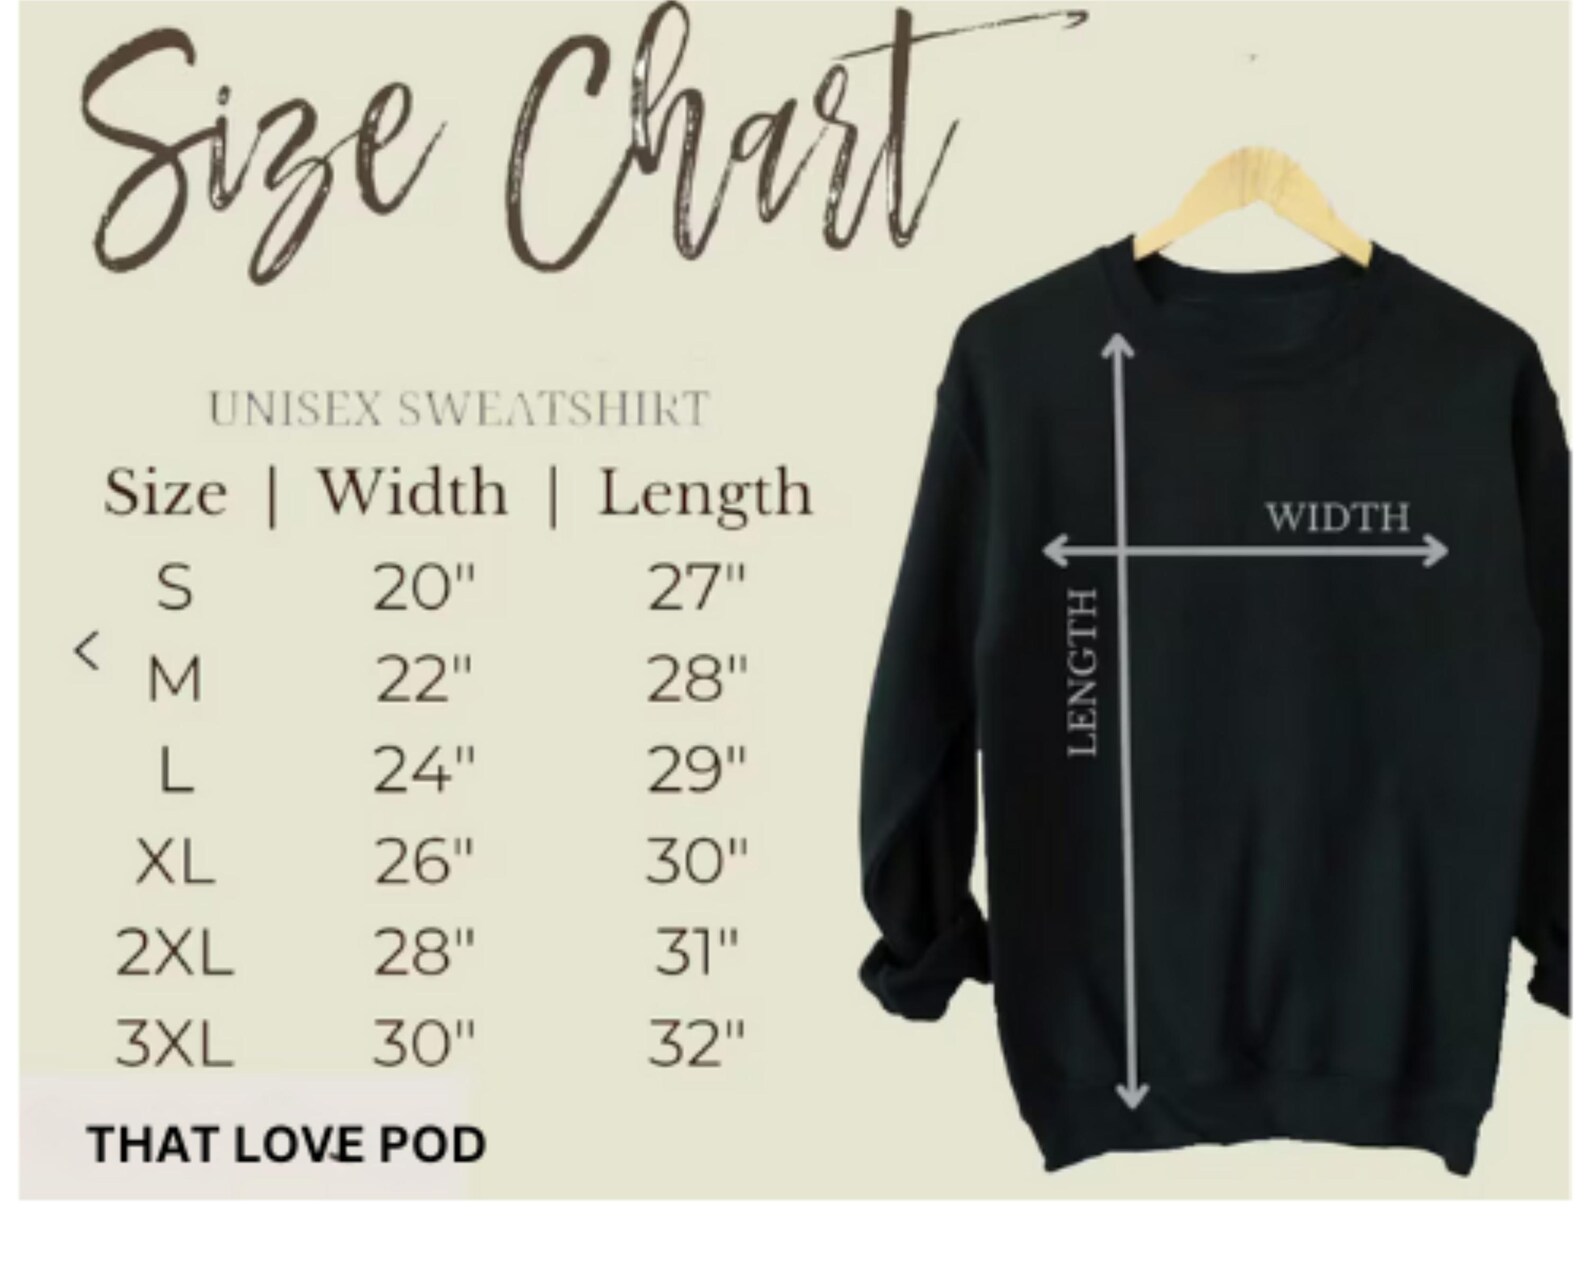 Size Chart
UNISEX SWEATSHIRT
Size | Width | Length
S 20" 27"
M 22" 28"
L 24" 29"
XL 26" 30"
2XL 28" 31"
3XL 30" 32"
THAT LOVE POD
WIDTH
LENGTH